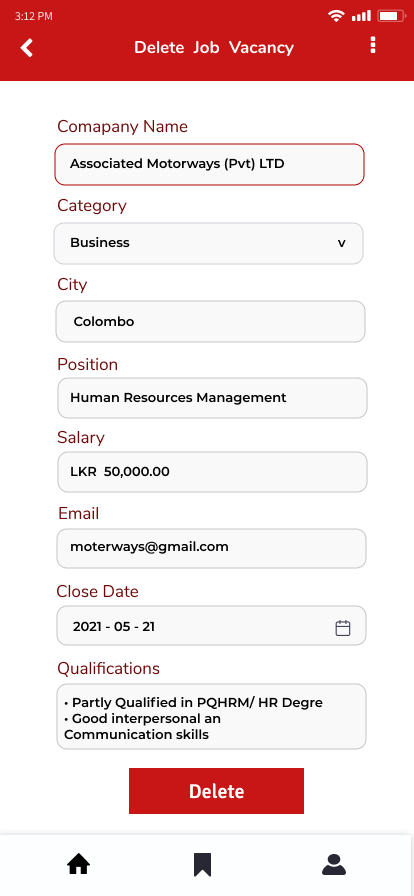 3:12 PM
Delete Job Vacancy
Comapany Name
Associated Motorways (Pvt) LTD
Category
Business v
City
Colombo
Position
Human Resources Management
Salary
LKR 50,000.00
Email
moterways@gmail.com
Close Date
2021 - 05 - 21
Qualifications
• Partly Qualified in PQHRM/ HR Degre
• Good interpersonal an
Communication skills
Delete